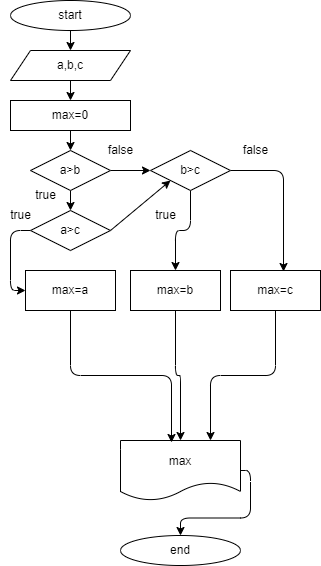 start
a,b,c
max=0
false
false
a>b
b>c
true
true
true
a>c
max=a
max=b
max=c
max
end